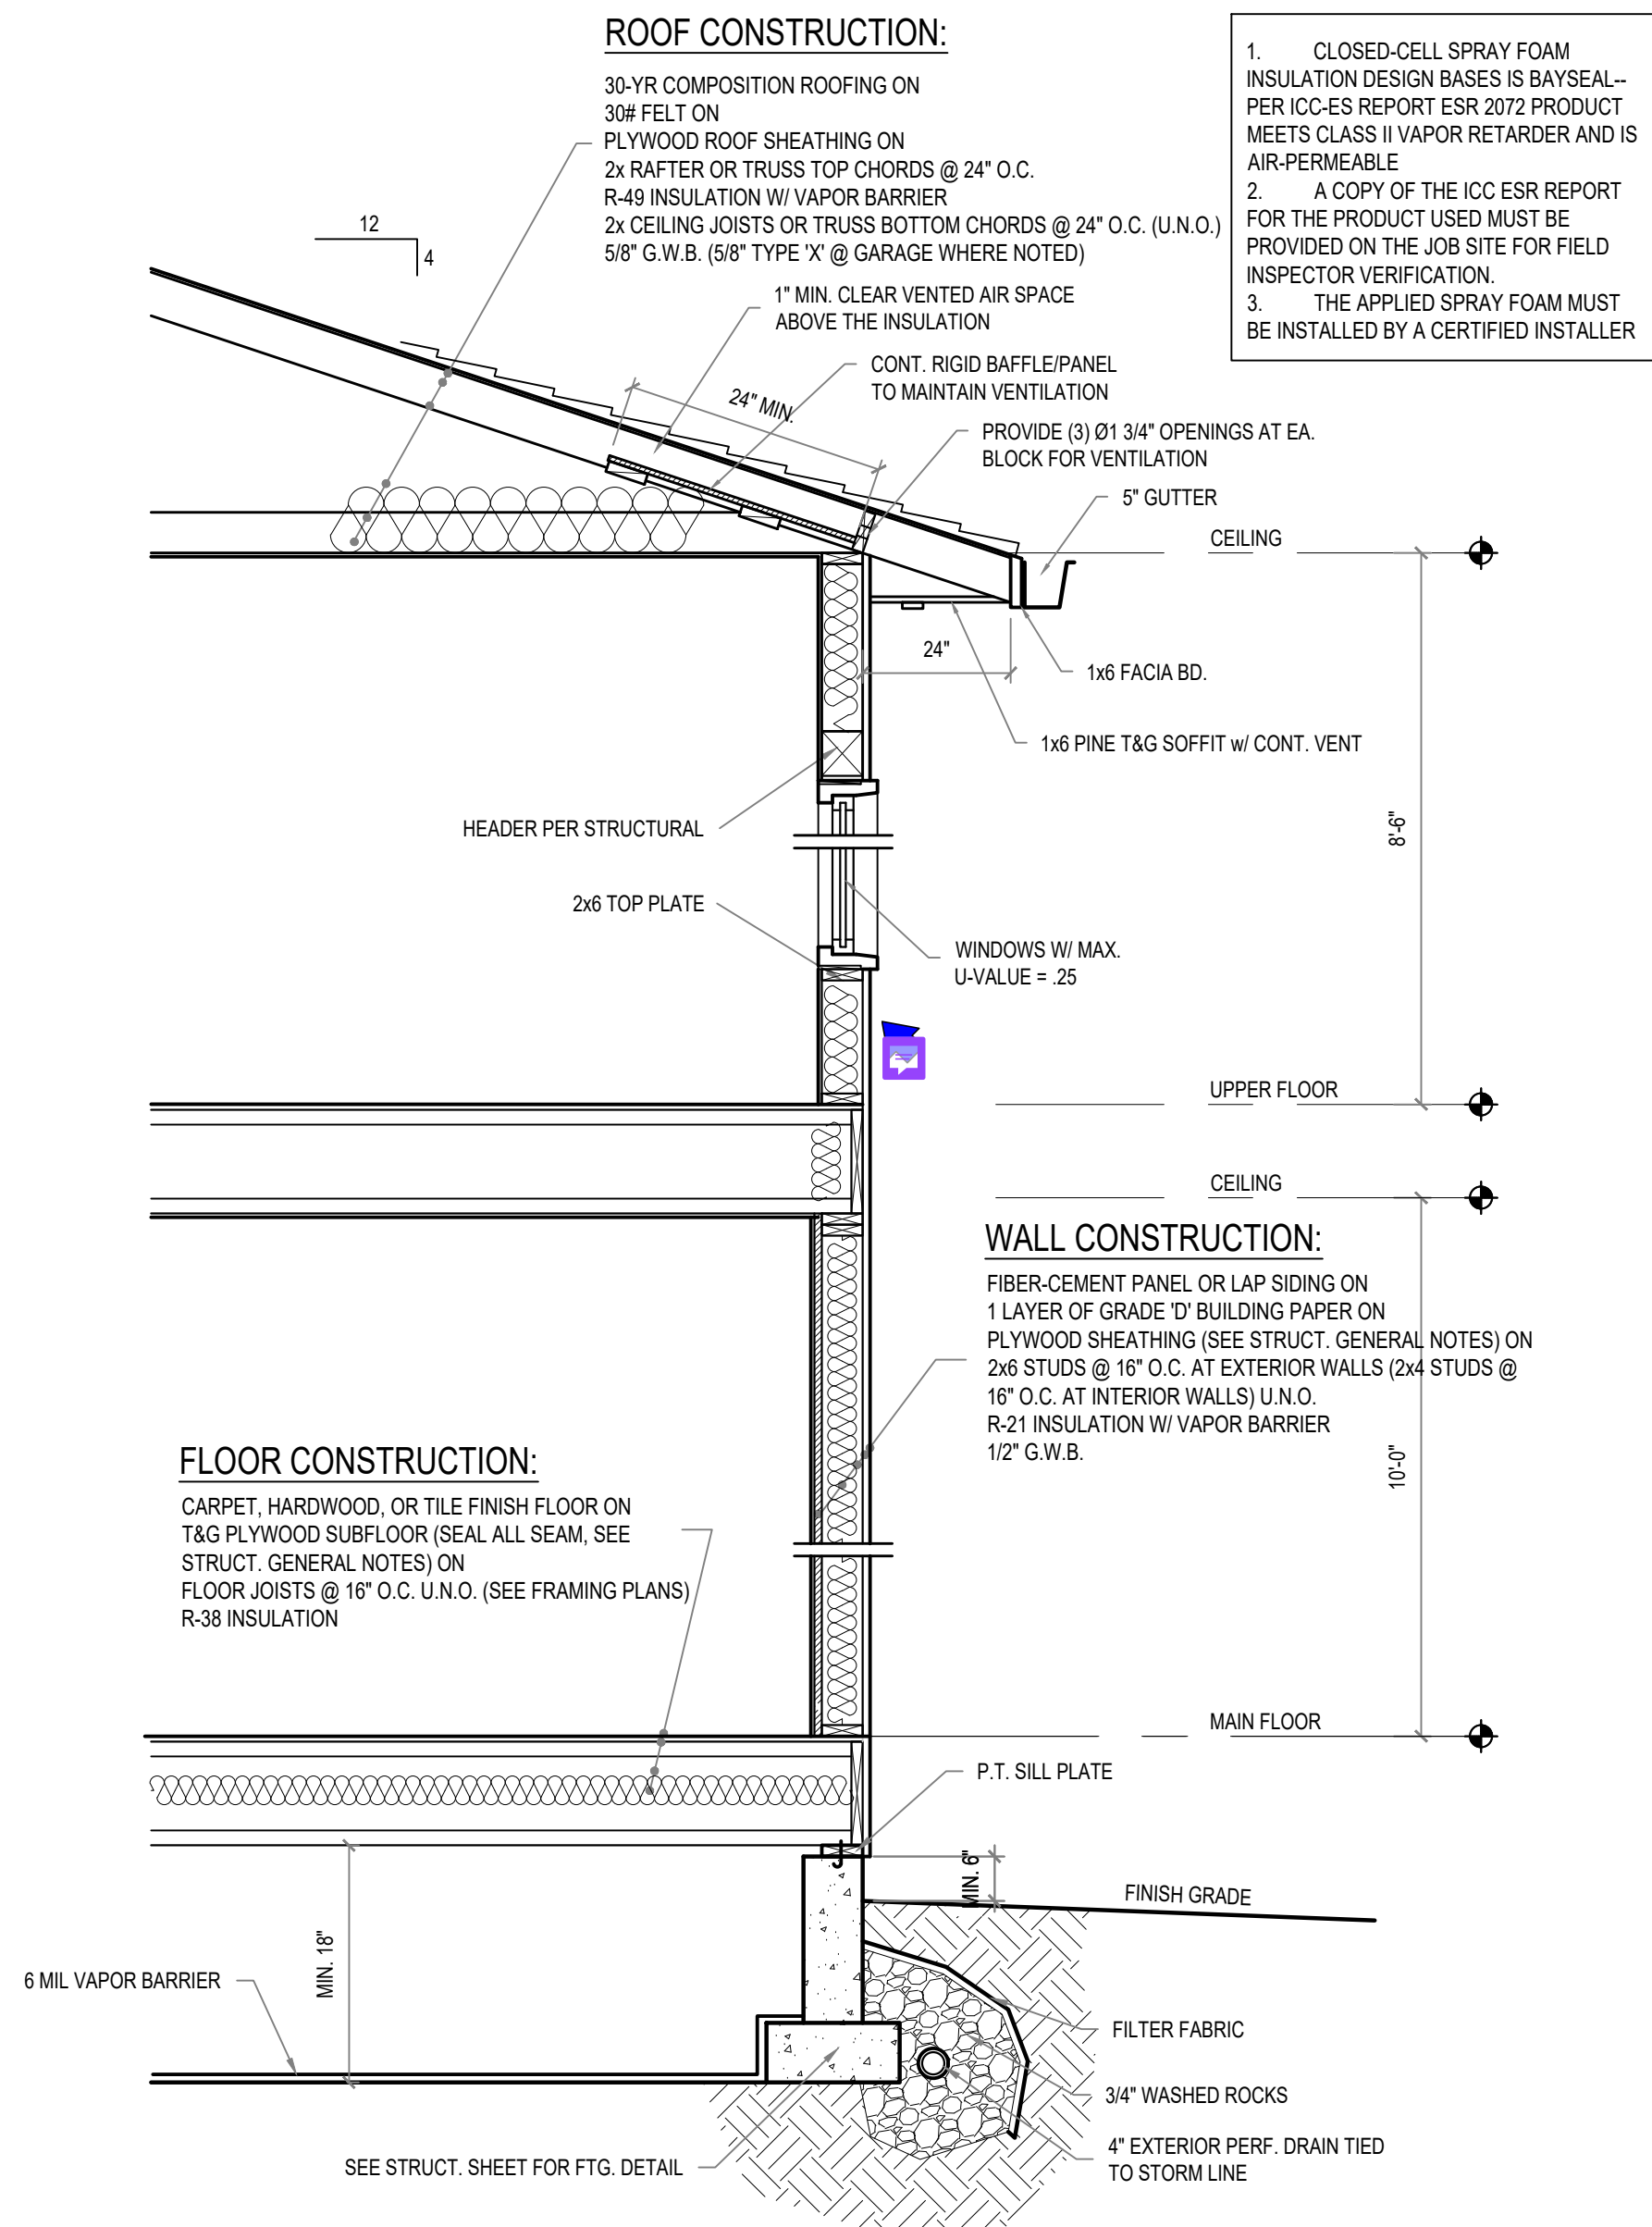 ROOF CONSTRUCTION:
30-YR COMPOSITION ROOFING ON
30# FELT ON
PLYWOOD ROOF SHEATHING ON
2x RAFTER OR TRUSS TOP CHORDS @ 24" O.C.
R-49 INSULATION W/ VAPOR BARRIER
2x CEILING JOISTS OR TRUSS BOTTOM CHORDS @ 24" O.C. (U.N.O.)
5/8" G.W.B. (5/8" TYPE 'X' @ GARAGE WHERE NOTED)
1. CLOSED-CELL SPRAY FOAM
INSULATION DESIGN BASES IS BAYSEAL--
PER ICC-ES REPORT ESR 2072 PRODUCT
MEETS CLASS II VAPOR RETARDER AND IS
AIR-PERMEABLE
2. A COPY OF THE ICC ESR REPORT
FOR THE PRODUCT USED MUST BE
PROVIDED ON THE JOB SITE FOR FIELD
INSPECTOR VERIFICATION.
3. THE APPLIED SPRAY FOAM MUST
BE INSTALLED BY A CERTIFIED INSTALLER
12
4
1" MIN. CLEAR VENTED AIR SPACE
ABOVE THE INSULATION
CONT. RIGID BAFFLE/PANEL
TO MAINTAIN VENTILATION
24" MIN.
PROVIDE (3) Ø1 3/4" OPENINGS AT EA.
BLOCK FOR VENTILATION
5" GUTTER
CEILING
24"
1x6 FACIA BD.
1x6 PINE T&G SOFFIT w/ CONT. VENT
HEADER PER STRUCTURAL
8'-6"
2x6 TOP PLATE
WINDOWS W/ MAX.
U-VALUE = .25
UPPER FLOOR
CEILING
WALL CONSTRUCTION:
FIBER-CEMENT PANEL OR LAP SIDING ON
1 LAYER OF GRADE 'D' BUILDING PAPER ON
PLYWOOD SHEATHING (SEE STRUCT. GENERAL NOTES) ON
2x6 STUDS @ 16" O.C. AT EXTERIOR WALLS (2x4 STUDS @
16" O.C. AT INTERIOR WALLS) U.N.O.
R-21 INSULATION W/ VAPOR BARRIER
1/2" G.W.B.
10'-0"
FLOOR CONSTRUCTION:
CARPET, HARDWOOD, OR TILE FINISH FLOOR ON
T&G PLYWOOD SUBFLOOR (SEAL ALL SEAM, SEE
STRUCT. GENERAL NOTES) ON
FLOOR JOISTS @ 16" O.C. U.N.O. (SEE FRAMING PLANS)
R-38 INSULATION
MAIN FLOOR
P.T. SILL PLATE
MIN. 6"
FINISH GRADE
MIN. 18"
6 MIL VAPOR BARRIER
FILTER FABRIC
3/4" WASHED ROCKS
4" EXTERIOR PERF. DRAIN TIED
TO STORM LINE
SEE STRUCT. SHEET FOR FTG. DETAIL